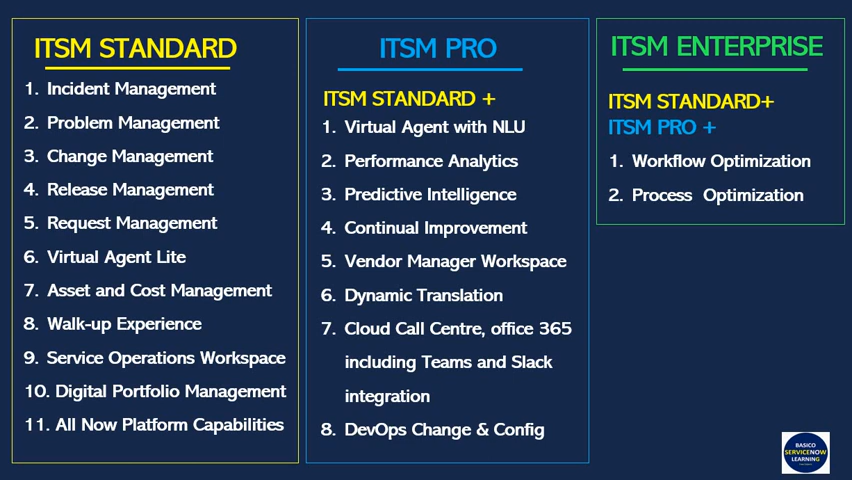 ITSM STANDARD
1. Incident Management
2. Problem Management
3. Change Management
4. Release Management
5. Request Management
6. Virtual Agent Lite
7. Asset and Cost Management
8. Walk-up Experience
9. Service Operations Workspace
10. Digital Portfolio Management
11. All Now Platform Capabilities
ITSM PRO
ITSM STANDARD +
1. Virtual Agent with NLU
2. Performance Analytics
3. Predictive Intelligence
4. Continual Improvement
5. Vendor Manager Workspace
6. Dynamic Translation
7. Cloud Call Centre, office 365
including Teams and Slack
integration
8. DevOps Change & Config
ITSM ENTERPRISE
ITSM STANDARD+
ITSM PRO +
1. Workflow Optimization
2. Process Optimization
BASICO
SERVICENOW
LEARNING